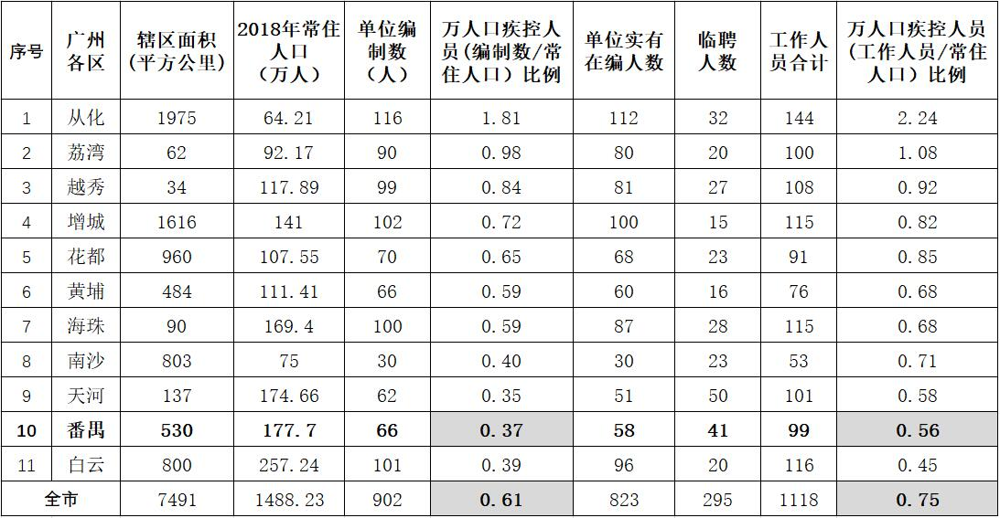 序号 广州各区 辖区面积(平方公里) 2018年常住人口（万人） 单位编制数（人） 万人口疾控人员(编制数/常住人口）比例 单位实有在编人数 临聘人数 工作人员合计 万人口疾控人员(工作人员/常住人口）比例
1 从化 1975 64.21 116 1.81 112 32 144 2.24
2 荔湾 62 92.17 90 0.98 80 20 100 1.08
3 越秀 34 117.89 99 0.84 81 27 108 0.92
4 增城 1616 141 102 0.72 100 15 115 0.82
5 花都 960 107.55 70 0.65 68 23 91 0.85
6 黄埔 484 111.41 66 0.59 60 16 76 0.68
7 海珠 90 169.4 100 0.59 87 28 115 0.68
8 南沙 803 75 30 0.40 30 23 53 0.71
9 天河 137 174.66 62 0.35 51 50 101 0.58
10 番禺 530 177.7 66 0.37 58 41 99 0.56
11 白云 800 257.24 101 0.39 96 20 116 0.45
全市 7491 1488.23 902 0.61 823 295 1118 0.75